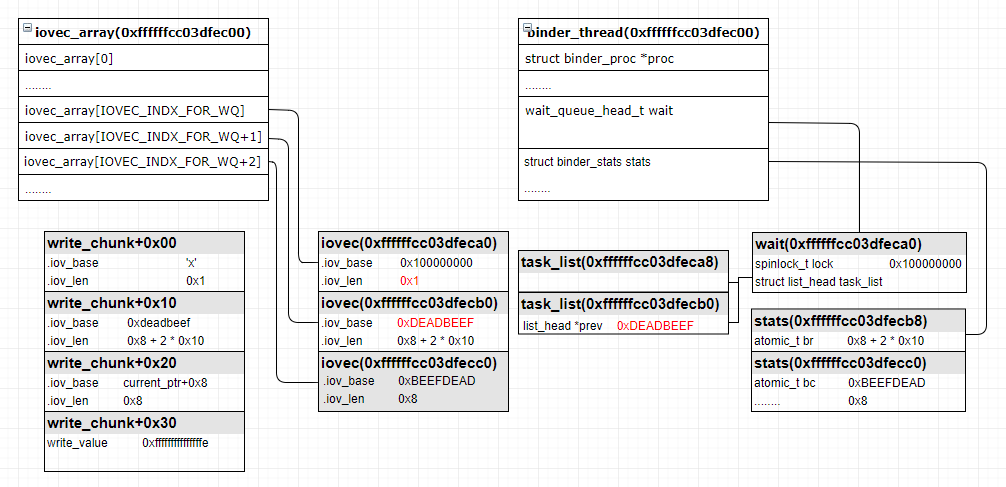 iovec_array(0xffffffcc03dfec00)
iovec_array[0]
........
iovec_array[IOVEC_INDX_FOR_WQ]
iovec_array[IOVEC_INDX_FOR_WQ+1]
iovec_array[IOVEC_INDX_FOR_WQ+2]
........
binder_thread(0xffffffcc03dfec00)
struct binder_proc *proc
........
wait_queue_head_t wait
struct binder_stats stats
........
write_chunk+0x00
.iov_base 'x'
.iov_len 0x1
write_chunk+0x10
.iov_base 0xdeadbeef
.iov_len 0x8 + 2 * 0x10
write_chunk+0x20
.iov_base current_ptr+0x8
.iov_len 0x8
write_chunk+0x30
write_value 0xfffffffffffffffe
iovec(0xffffffcc03dfeca0)
.iov_base 0x100000000
.iov_len 0x1
iovec(0xffffffcc03dfecb0)
.iov_base 0xDEADBEEF
.iov_len 0x8 + 2 * 0x10
iovec(0xffffffcc03dfecc0)
.iov_base 0xBEEFDEAD
.iov_len 0x8
task_list(0xffffffcc03dfeca8)
task_list(0xffffffcc03dfecb0)
list_head *prev 0xDEADBEEF
wait(0xffffffcc03dfeca0)
spinlock_t lock 0x100000000
struct list_head task_list
stats(0xffffffcc03dfecb8)
atomic_t br 0x8 + 2 * 0x10
stats(0xffffffcc03dfecc0)
atomic_t bc 0xBEEFDEAD
........ 0x8